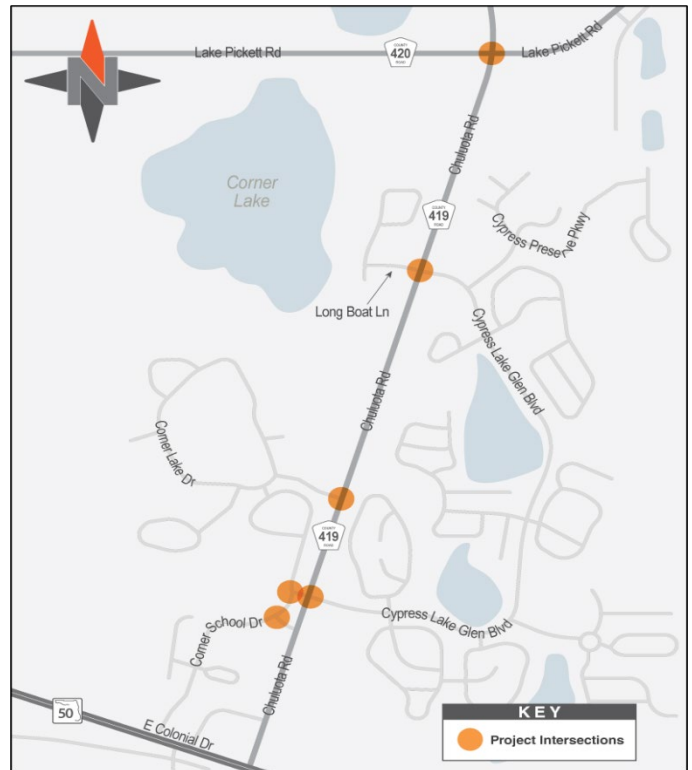 N
Lake Pickett Rd
COUNTY
420
ROAD
Lake Pickett Rd
Chuluota Rd
Corner
Lake
COUNTY
419
ROAD
Cypress Preserve Pkwy
Long Boat Ln
Cypress Lake Glen Blvd
Chuluota Rd
Corner Lake Dr
COUNTY
419
ROAD
Cypress Lake Glen Blvd
Corner School Dr
Chuluota Rd
50
E Colonial Dr
KEY
Project Intersections